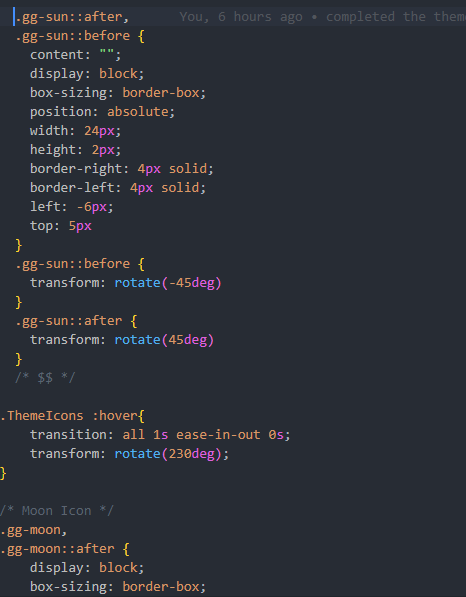 .gg-sun::after,       You, 6 hours ago • completed the theme
  .gg-sun::before {
    content: "";
    display: block;
    box-sizing: border-box;
    position: absolute;
    width: 24px;
    height: 2px;
    border-right: 4px solid;
    border-left: 4px solid;
    left: -6px;
    top: 5px
  }
  .gg-sun::before {
    transform: rotate(-45deg)
  }
  .gg-sun::after {
    transform: rotate(45deg)
  }
  /* $$ */

.ThemeIcons :hover{
    transition: all 1s ease-in-out 0s;
    transform: rotate(230deg);
}

/* Moon Icon */
.gg-moon,
.gg-moon::after {
    display: block;
    box-sizing: border-box;